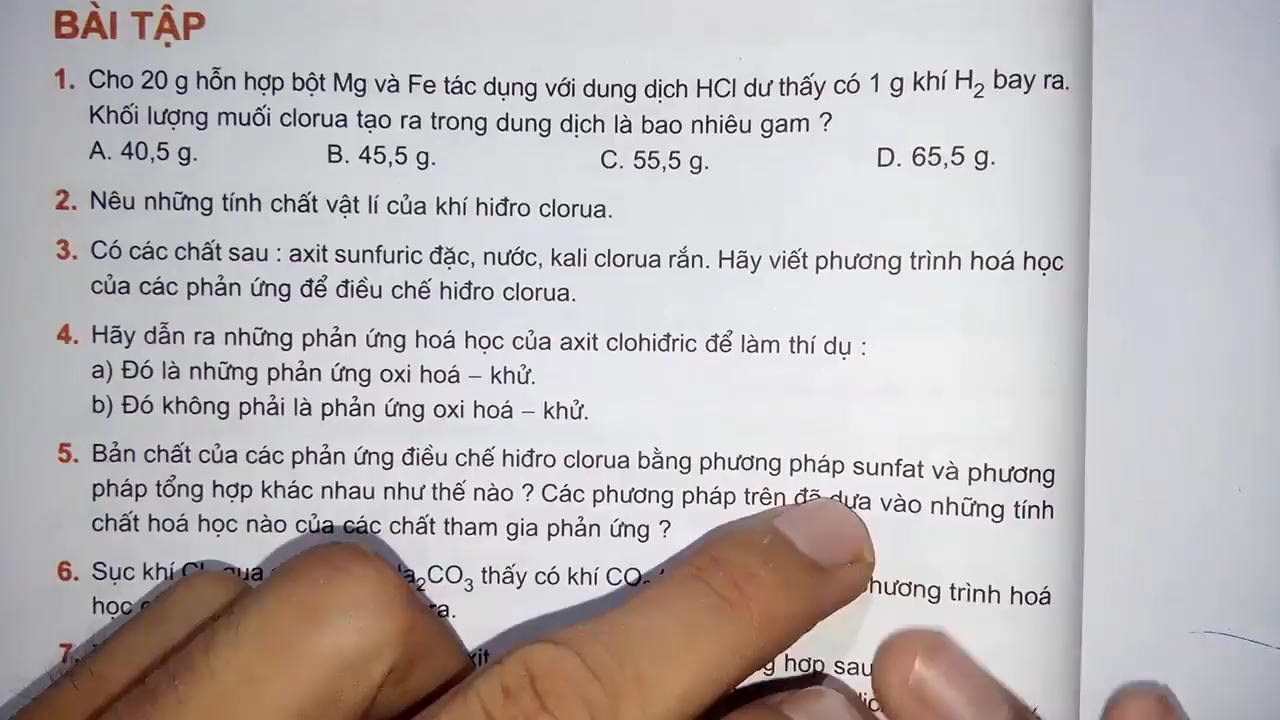 BÀI TẬP
1. Cho 20 g hỗn hợp bột Mg và Fe tác dụng với dung dịch HCl dư thấy có 1 g khí H₂ bay ra.
Khối lượng muối clorua tạo ra trong dung dịch là bao nhiêu gam ?
A. 40,5 g. B. 45,5 g. C. 55,5 g. D. 65,5 g.
2. Nêu những tính chất vật lí của khí hiđro clorua.
3. Có các chất sau : axit sunfuric đặc, nước, kali clorua rắn. Hãy viết phương trình hoá học
của các phản ứng để điều chế hiđro clorua.
4. Hãy dẫn ra những phản ứng hoá học của axit clohiđric để làm thí dụ :
a) Đó là những phản ứng oxi hoá – khử.
b) Đó không phải là phản ứng oxi hoá – khử.
5. Bản chất của các phản ứng điều chế hiđro clorua bằng phương pháp sunfat và phương
pháp tổng hợp khác nhau như thế nào ? Các phương pháp trên đã dựa vào những tính
chất hoá học nào của các chất tham gia phản ứng ?
6. Sục khí qua CO₃ thấy có khí phương trình hoá
học ra.
7. hợp sau